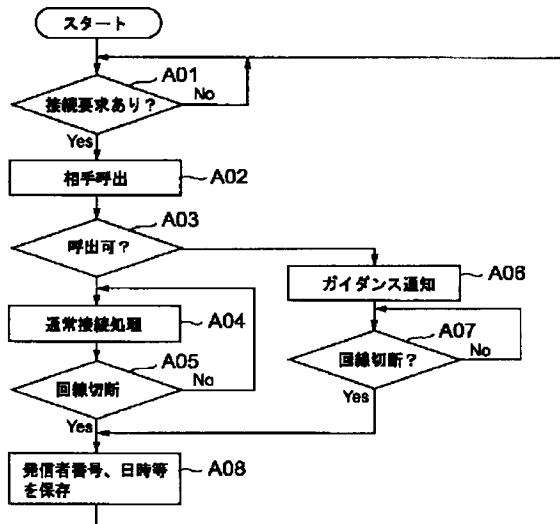 スタート
A01
接続要求あり？
No
Yes
相手呼出
A02
A03
呼出可？
ガイダンス通知
A06
通常接続処理
A04
A05
回線切断
No
Yes
A07
回線切断？
No
Yes
発信者番号、日時等
を保存
A08